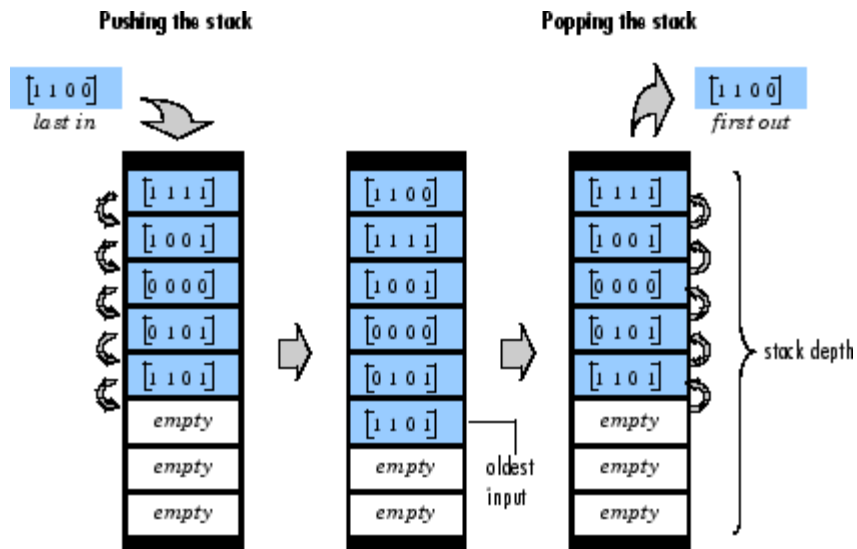 Pushing the stack
Popping the stack
[1 1 0 0]
last in
[1 1 0 0]
first out
[1 1 1 1]
[1 0 0 1]
[0 0 0 0]
[0 1 0 1]
[1 1 0 1]
empty
empty
empty
[1 1 0 0]
[1 1 1 1]
[1 0 0 1]
[0 0 0 0]
[0 1 0 1]
[1 1 0 1]
empty
empty
oldest
input
[1 1 1 1]
[1 0 0 1]
[0 0 0 0]
[0 1 0 1]
[1 1 0 1]
empty
empty
empty
stack depth